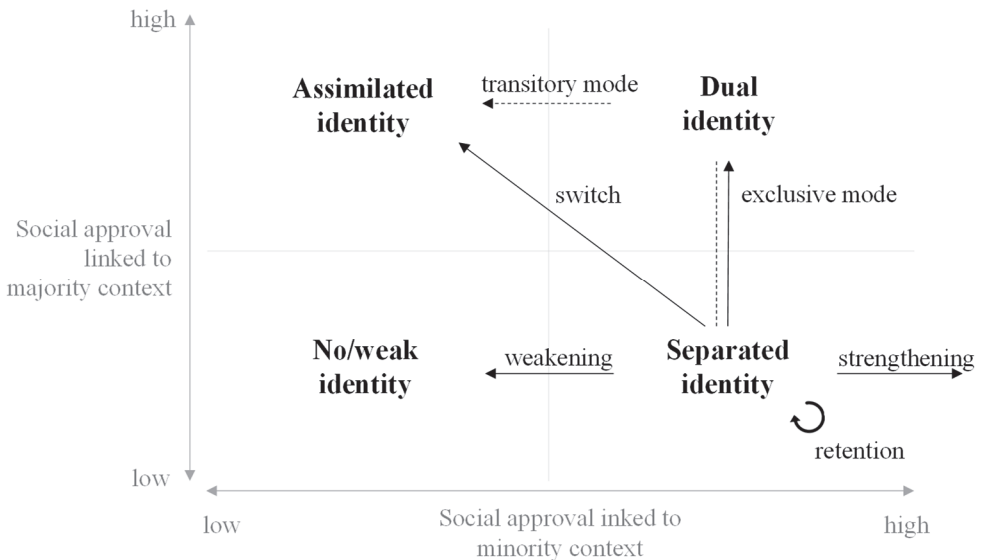 high
Assimilated
identity
transitory mode
Dual
identity
switch
exclusive mode
Social approval
linked to
majority context
No/weak
identity
weakening
Separated
identity
strengthening
retention
low
low
Social approval inked to
minority context
high